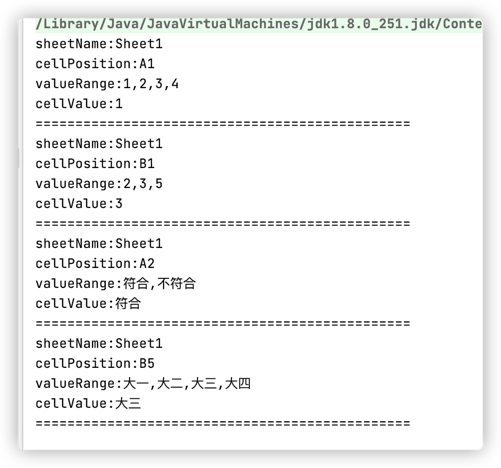 /Library/Java/JavaVirtualMachines/jdk1.8.0_251.jdk/Conte
sheetName:Sheet1
cellPosition:A1
valueRange:1,2,3,4
cellValue:1
===============================================
sheetName:Sheet1
cellPosition:B1
valueRange:2,3,5
cellValue:3
===============================================
sheetName:Sheet1
cellPosition:A2
valueRange:符合,不符合
cellValue:符合
===============================================
sheetName:Sheet1
cellPosition:B5
valueRange:大一,大二,大三,大四
cellValue:大三
===============================================